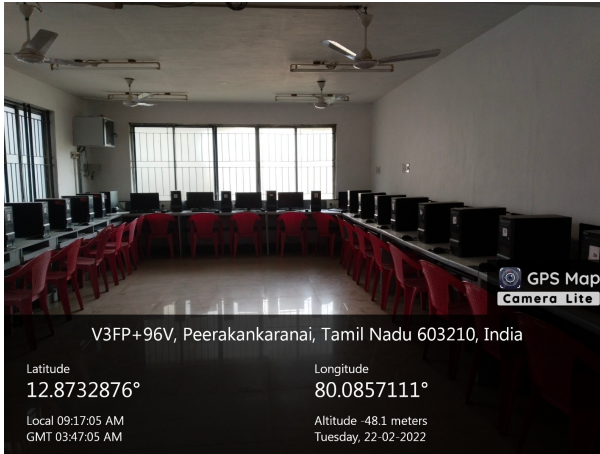 GPS Map
Camera Lite
V3FP+96V, Peerakankaranai, Tamil Nadu 603210, India
Latitude
12.8732876°
Longitude
80.0857111°
Local 09:17:05 AM
GMT 03:47:05 AM
Altitude -48.1 meters
Tuesday, 22-02-2022